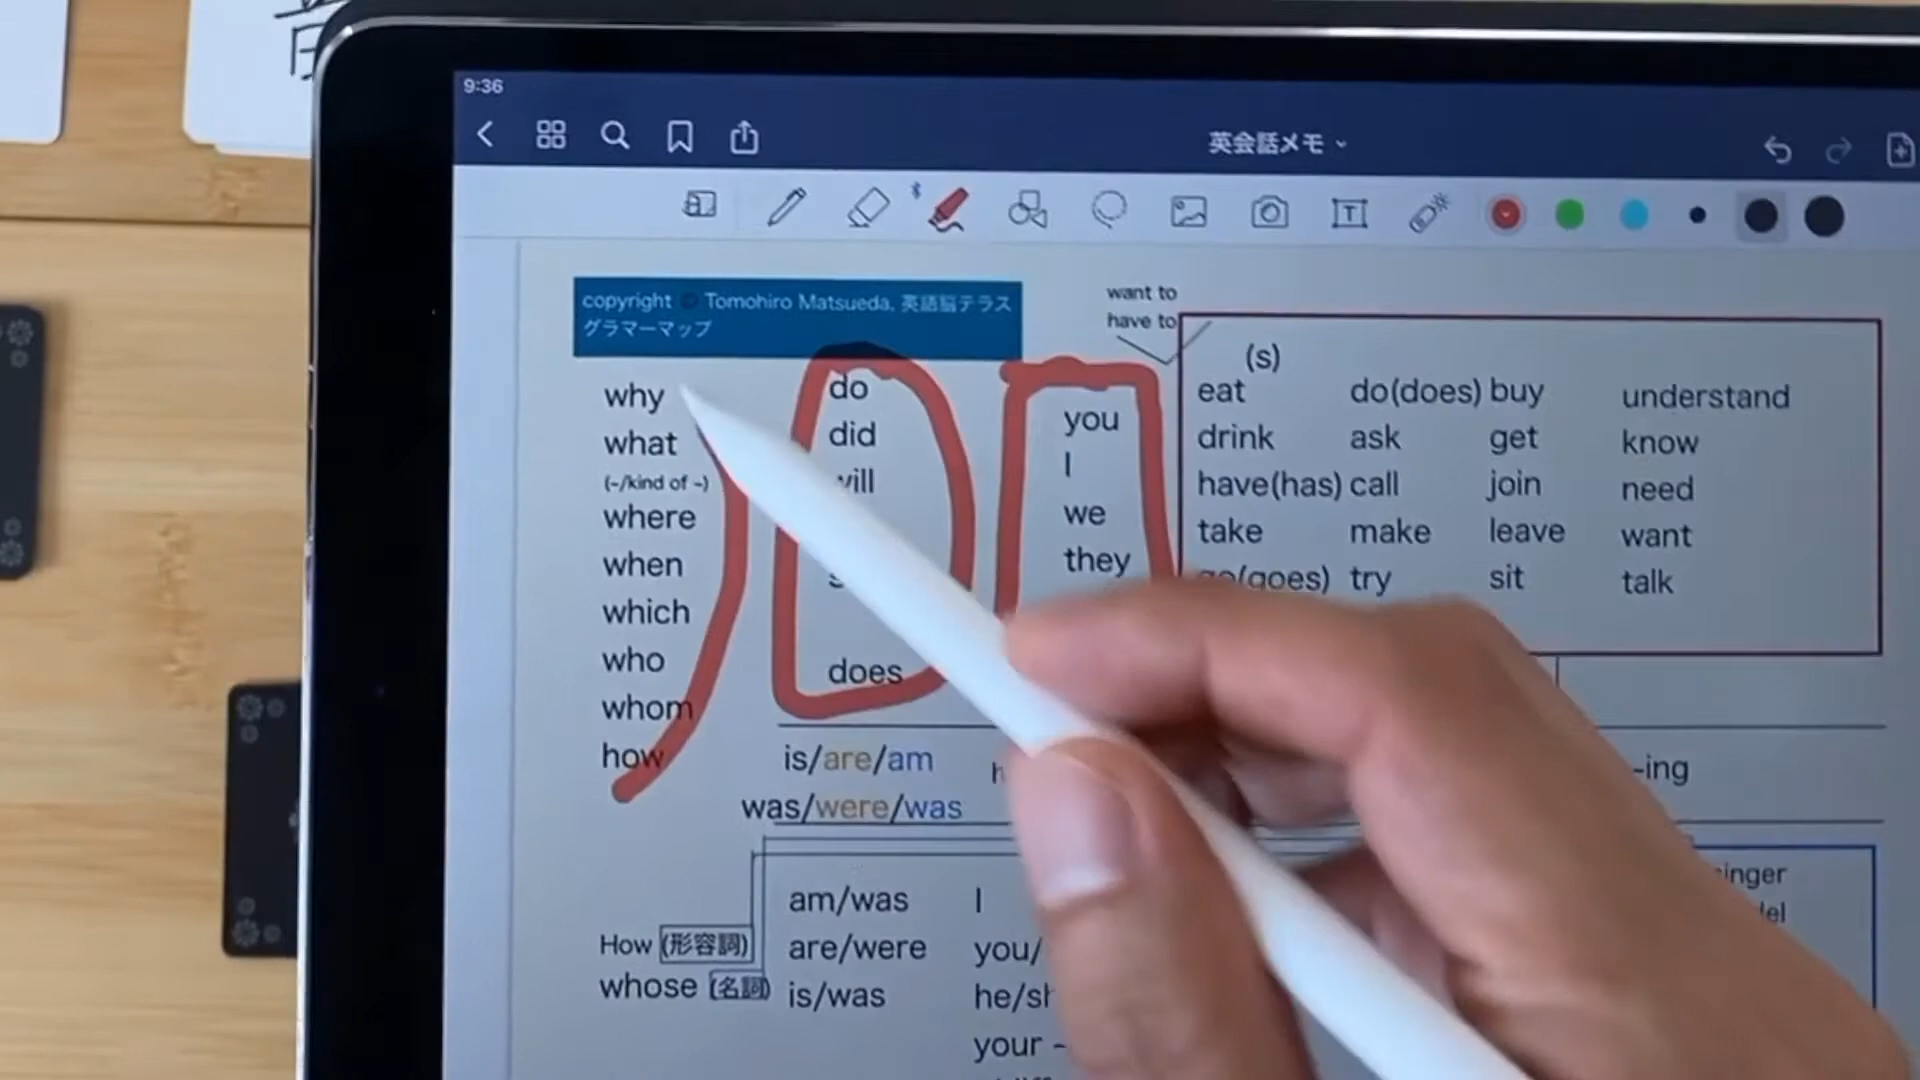 9:36
英会話メモ
copyright © Tomohiro Matsueda, 英語脳テラス
グラマーマップ
want to
have to
why
what
(~/kind of ~)
where
when
which
who
whom
how
do
did
does
you
I
we
they
(s)
eat do(does) buy understand
drink ask get know
have(has) call join need
take make leave want
go(goes) try sit talk
is/are/am
was/were/was
-ing
am/was I
are/were you/
is/was
your ~
How (形容詞)
whose (名詞)